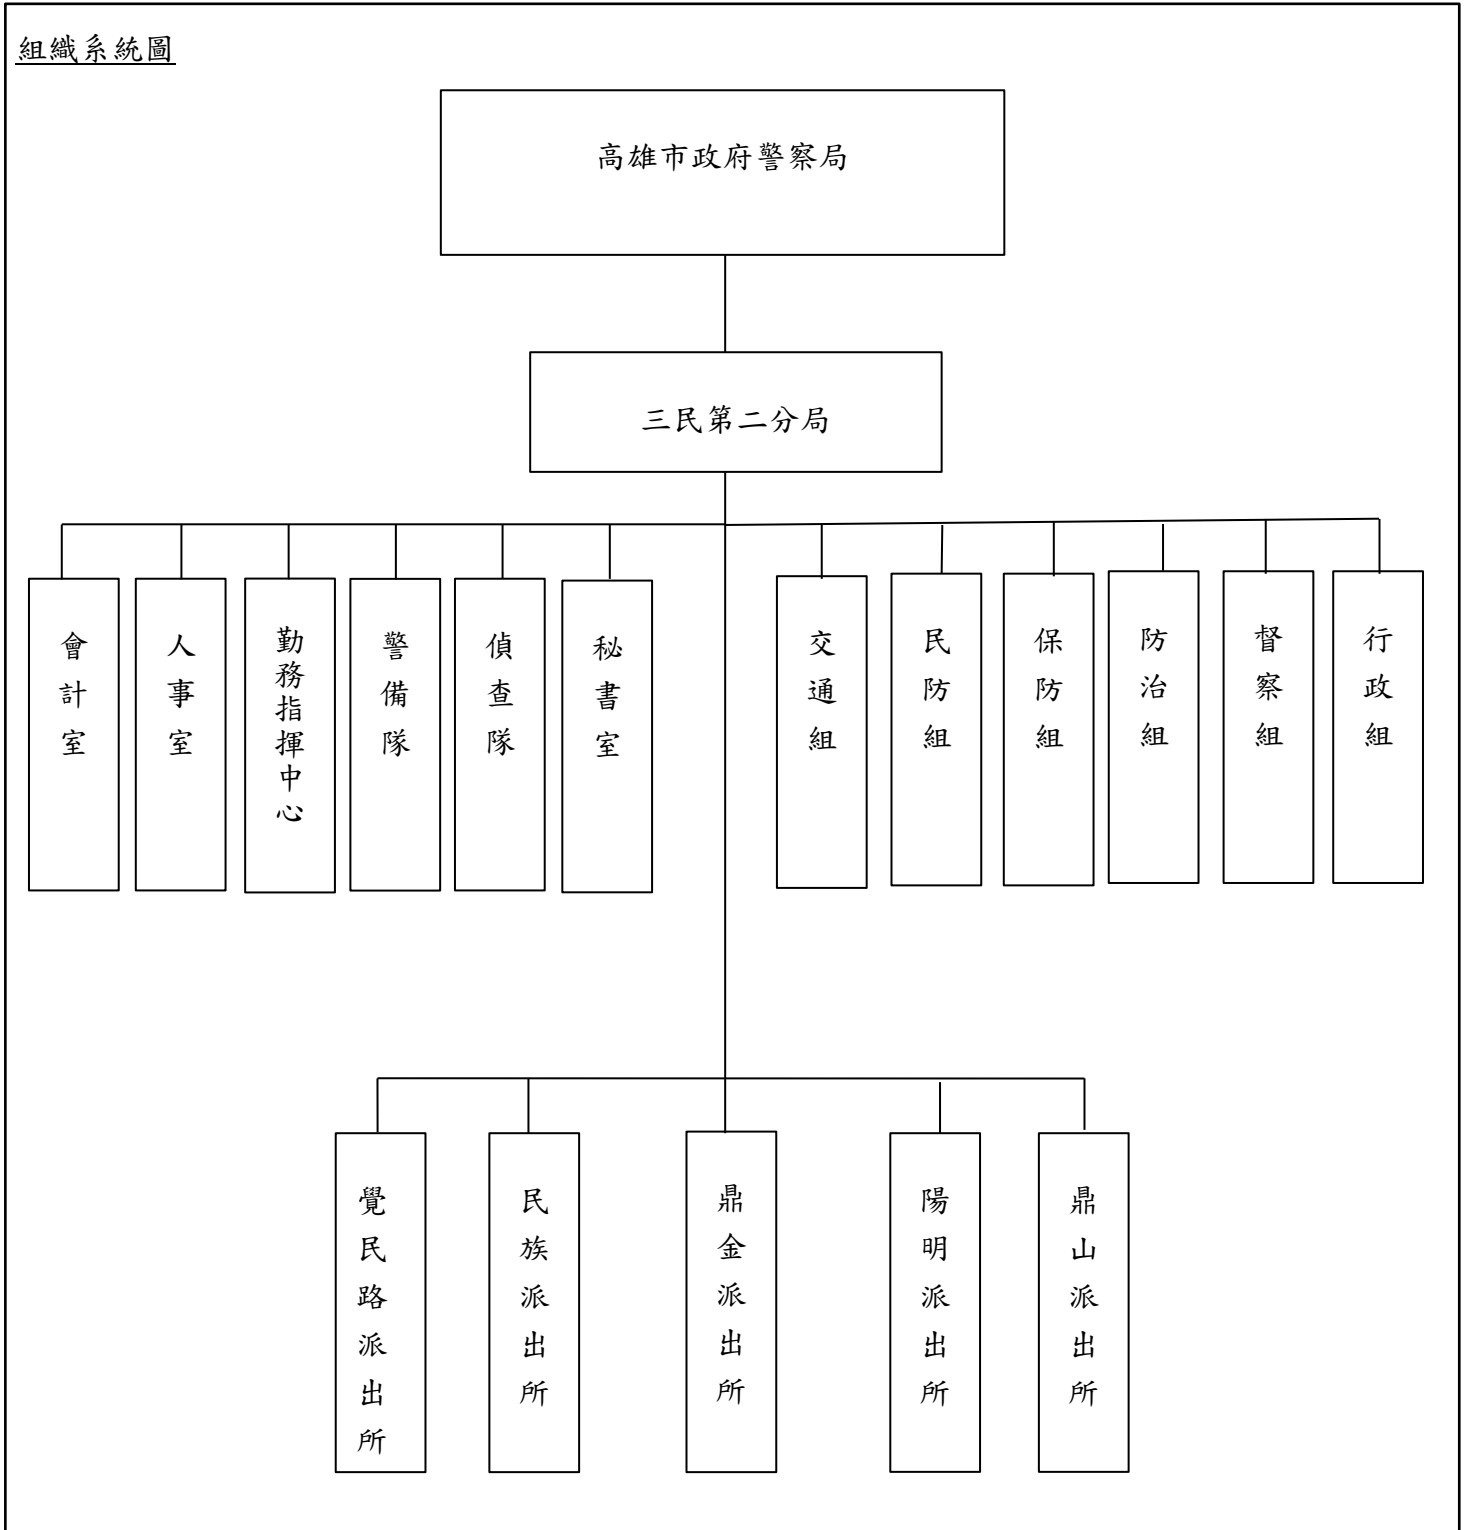 組織系統圖
高雄市政府警察局
三民第二分局
會計室
人事室
勤務指揮中心
警備隊
偵查隊
秘書室
交通組
民防組
保防組
防治組
督察組
行政組
覺民路派出所
民族派出所
鼎金派出所
陽明派出所
鼎山派出所